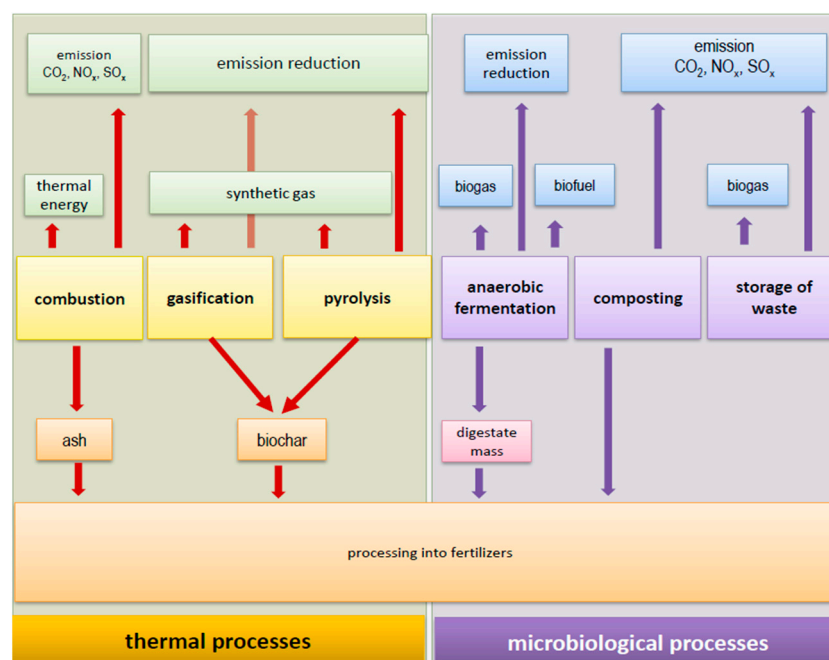 emission
CO₂, NOₓ, SOₓ
emission reduction
emission
reduction
emission
CO₂, NOₓ, SOₓ
thermal
energy
synthetic gas
biogas
biofuel
biogas
combustion
gasification
pyrolysis
anaerobic
fermentation
composting
storage of
waste
ash
biochar
digestate
mass
processing into fertilizers
thermal processes
microbiological processes